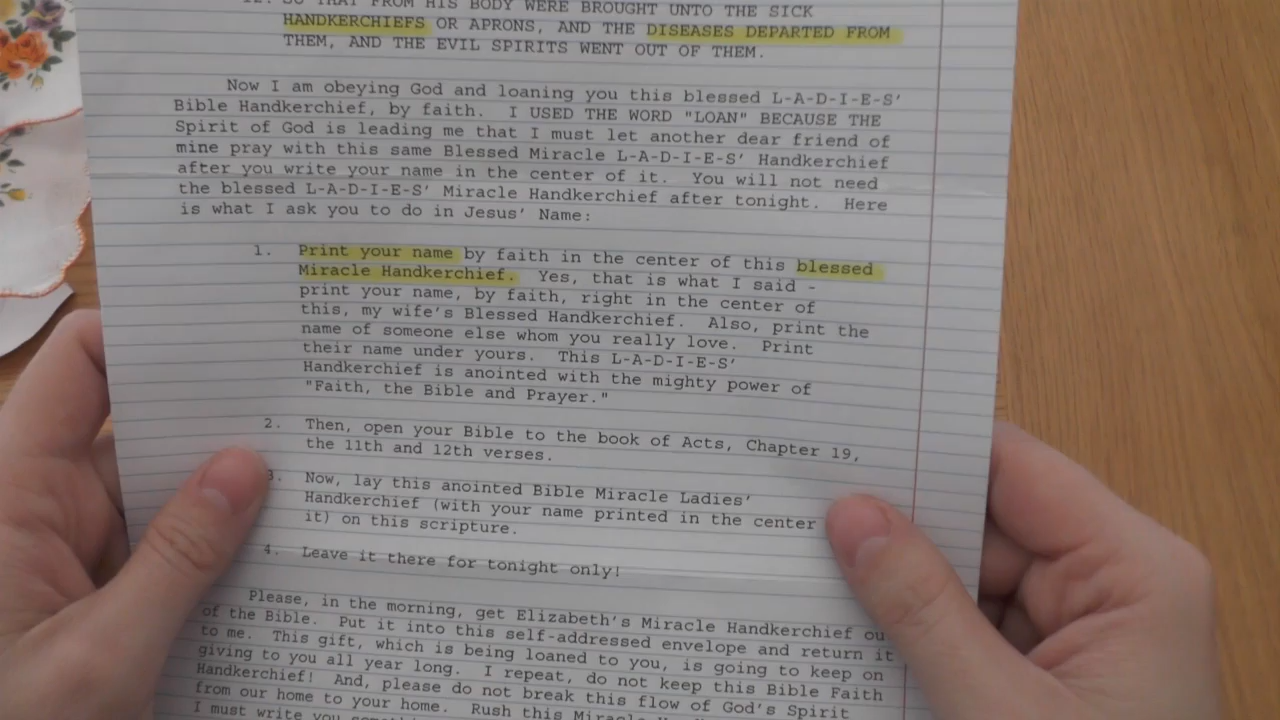 12. SO THAT FROM HIS BODY WERE BROUGHT UNTO THE SICK
HANDKERCHIEFS OR APRONS, AND THE DISEASES DEPARTED FROM
THEM, AND THE EVIL SPIRITS WENT OUT OF THEM.
Now I am obeying God and loaning you this blessed L-A-D-I-E-S'
Bible Handkerchief, by faith. I USED THE WORD "LOAN" BECAUSE THE
Spirit of God is leading me that I must let another dear friend of
mine pray with this same Blessed Miracle L-A-D-I-E-S' Handkerchief
after you write your name in the center of it. You will not need
the blessed L-A-D-I-E-S' Miracle Handkerchief after tonight. Here
is what I ask you to do in Jesus' Name:
1. Print your name by faith in the center of this blessed
Miracle Handkerchief. Yes, that is what I said -
print your name, by faith, right in the center of
this, my wife's Blessed Handkerchief. Also, print the
name of someone else whom you really love. Print
their name under yours. This L-A-D-I-E-S'
Handkerchief is anointed with the mighty power of
"Faith, the Bible and Prayer."
2. Then, open your Bible to the book of Acts, Chapter 19,
the 11th and 12th verses.
3. Now, lay this anointed Bible Miracle Ladies'
Handkerchief (with your name printed in the center
it) on this scripture.
4. Leave it there for tonight only!
Please, in the morning, get Elizabeth's Miracle Handkerchief ou
of the Bible. Put it into this self-addressed envelope and return it
to me. This gift, which is being loaned to you, is going to keep on
giving to you all year long. I repeat, do not keep this Bible Faith
Handkerchief! And, please do not break this flow of God's Spirit
from our home to your home. Rush this Miracle
I must write you